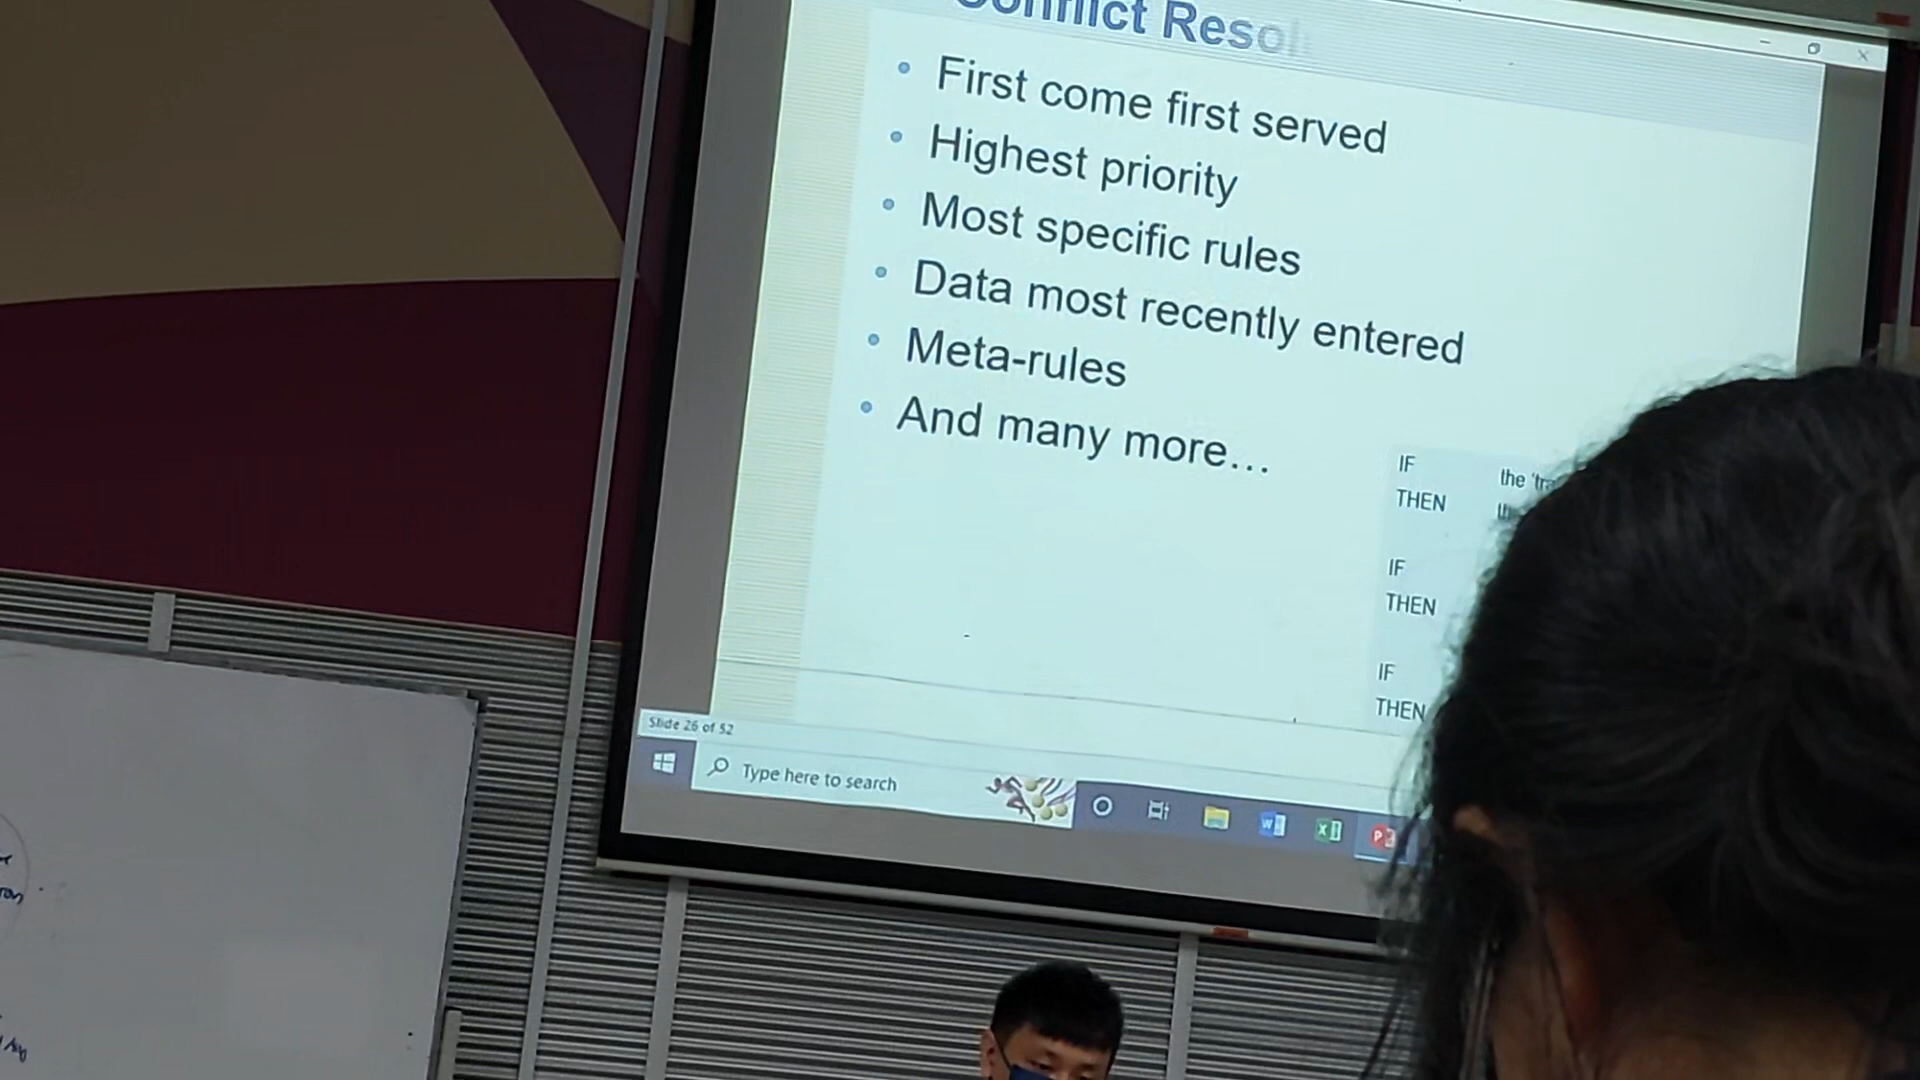 Conflict Resol
First come first served
Highest priority
Most specific rules
Data most recently entered
Meta-rules
And many more...
IF the
THEN
IF
THEN
IF
THEN
Slide 26 of 52
Type here to search